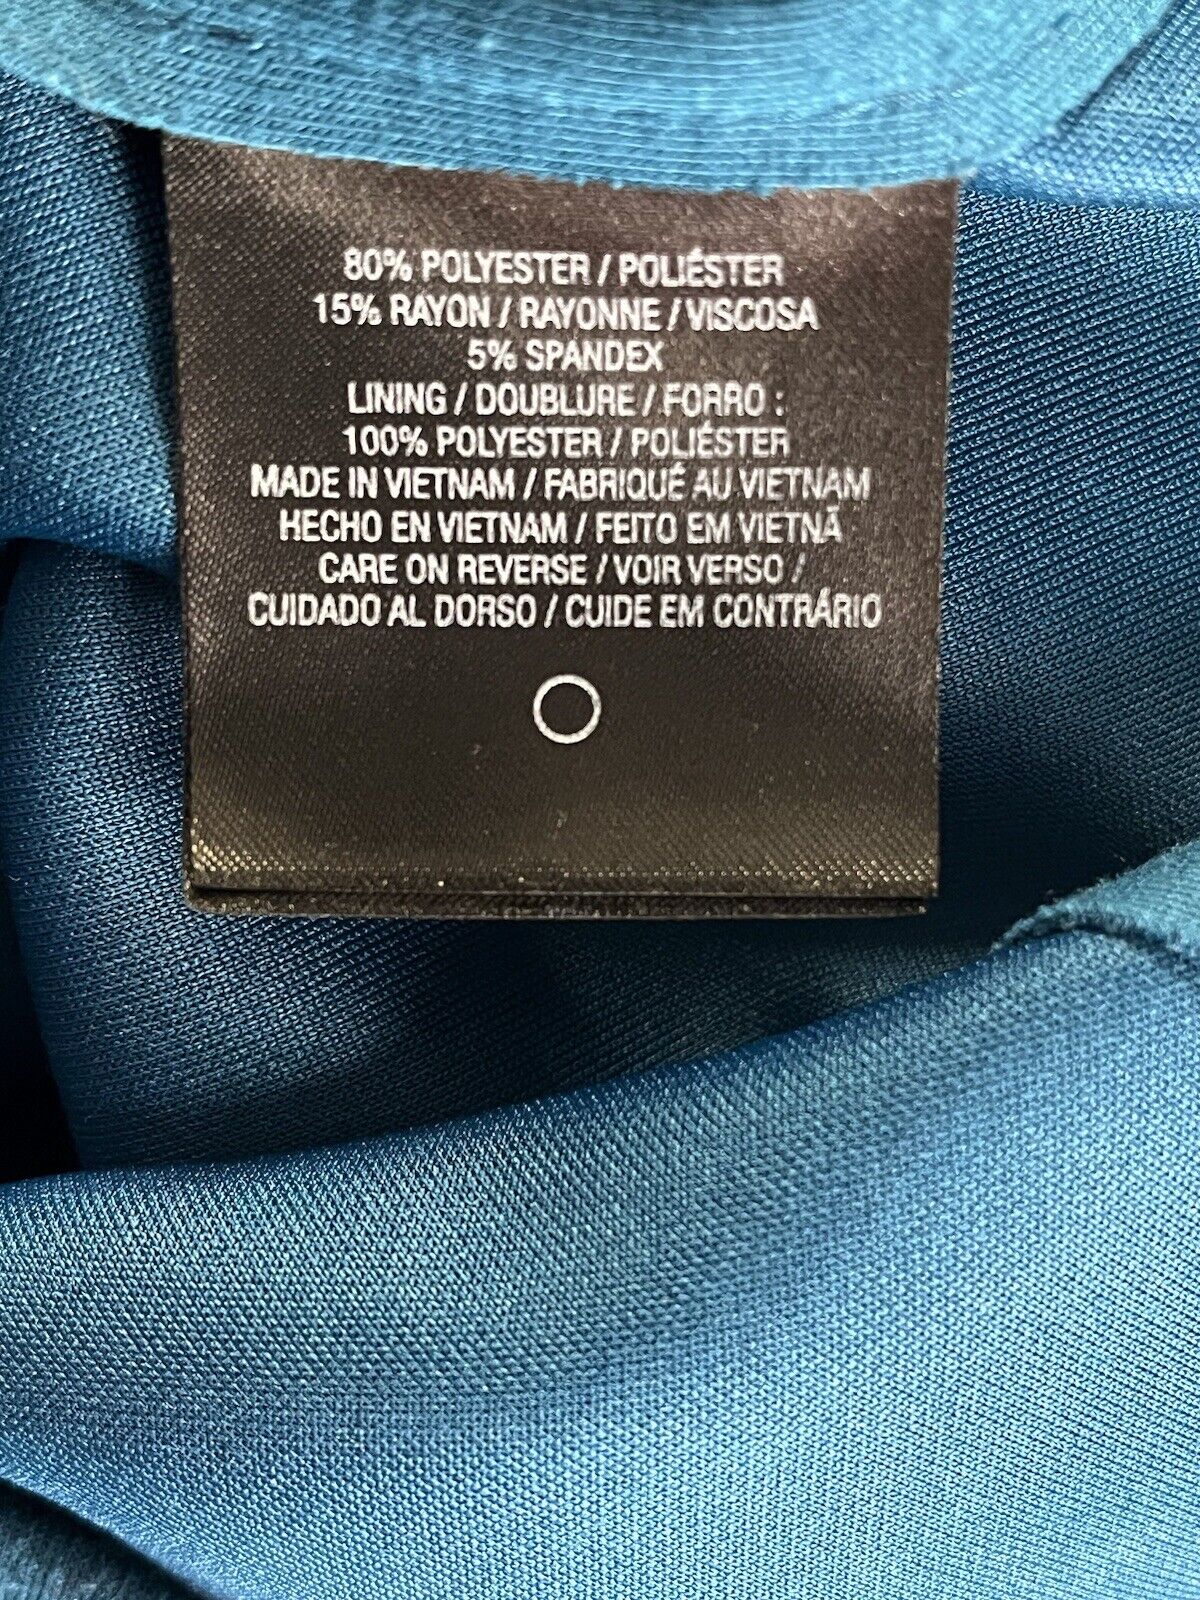 80% POLYESTER / POLIÉSTER
15% RAYON / RAYONNE / VISCOSA
5% SPANDEX
LINING / DOUBLURE / FORRO :
100% POLYESTER / POLIÉSTER
MADE IN VIETNAM / FABRIQUÉ AU VIETNAM
HECHO EN VIETNAM / FEITO EM VIETNÃ
CARE ON REVERSE / VOIR VERSO /
CUIDADO AL DORSO / CUIDE EM CONTRÁRIO